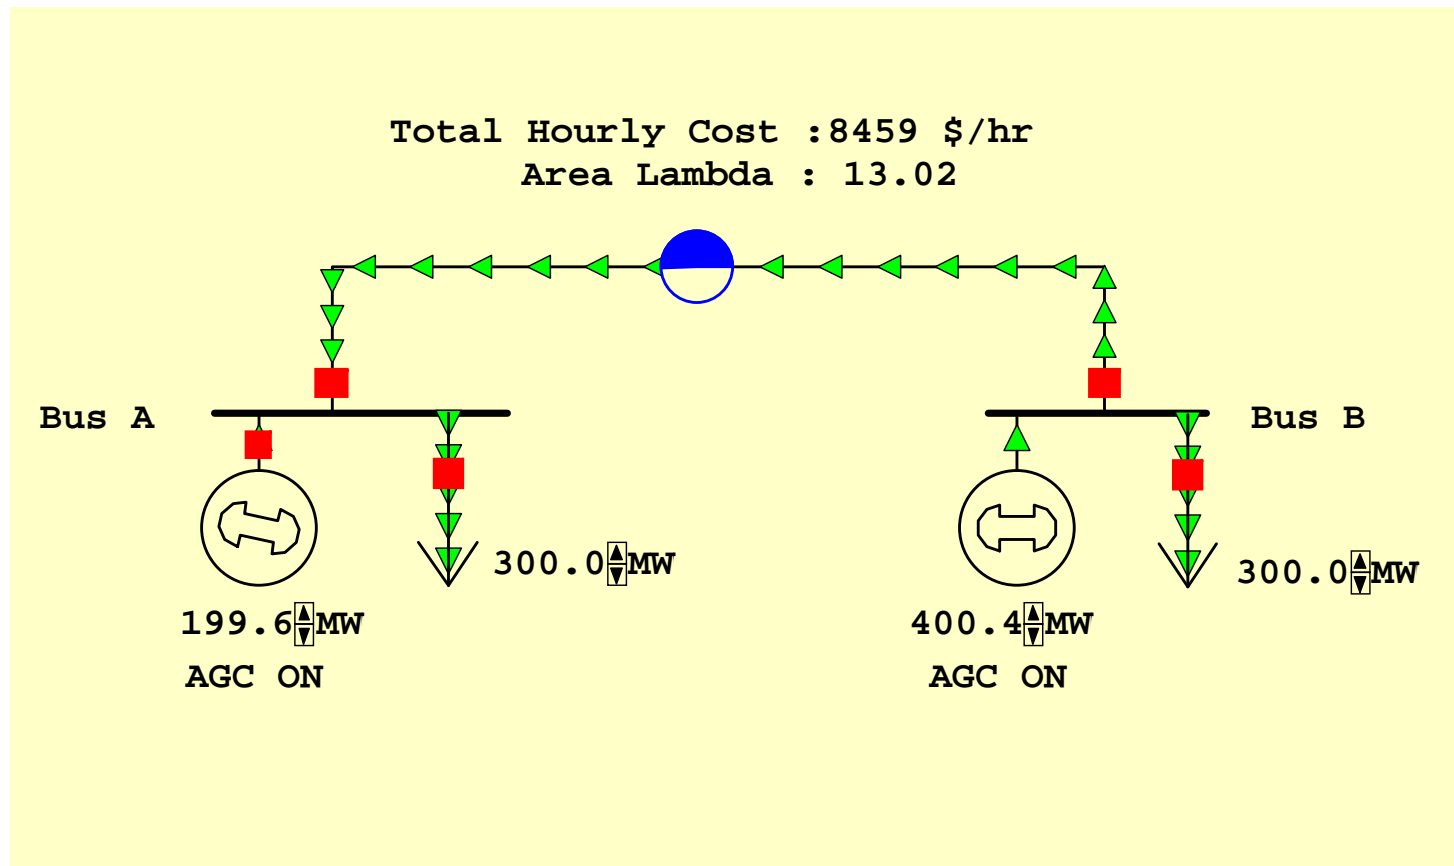 Total Hourly Cost :8459 $/hr
Area Lambda : 13.02
Bus A
Bus B
300.0 MW
300.0 MW
199.6 MW
400.4 MW
AGC ON
AGC ON